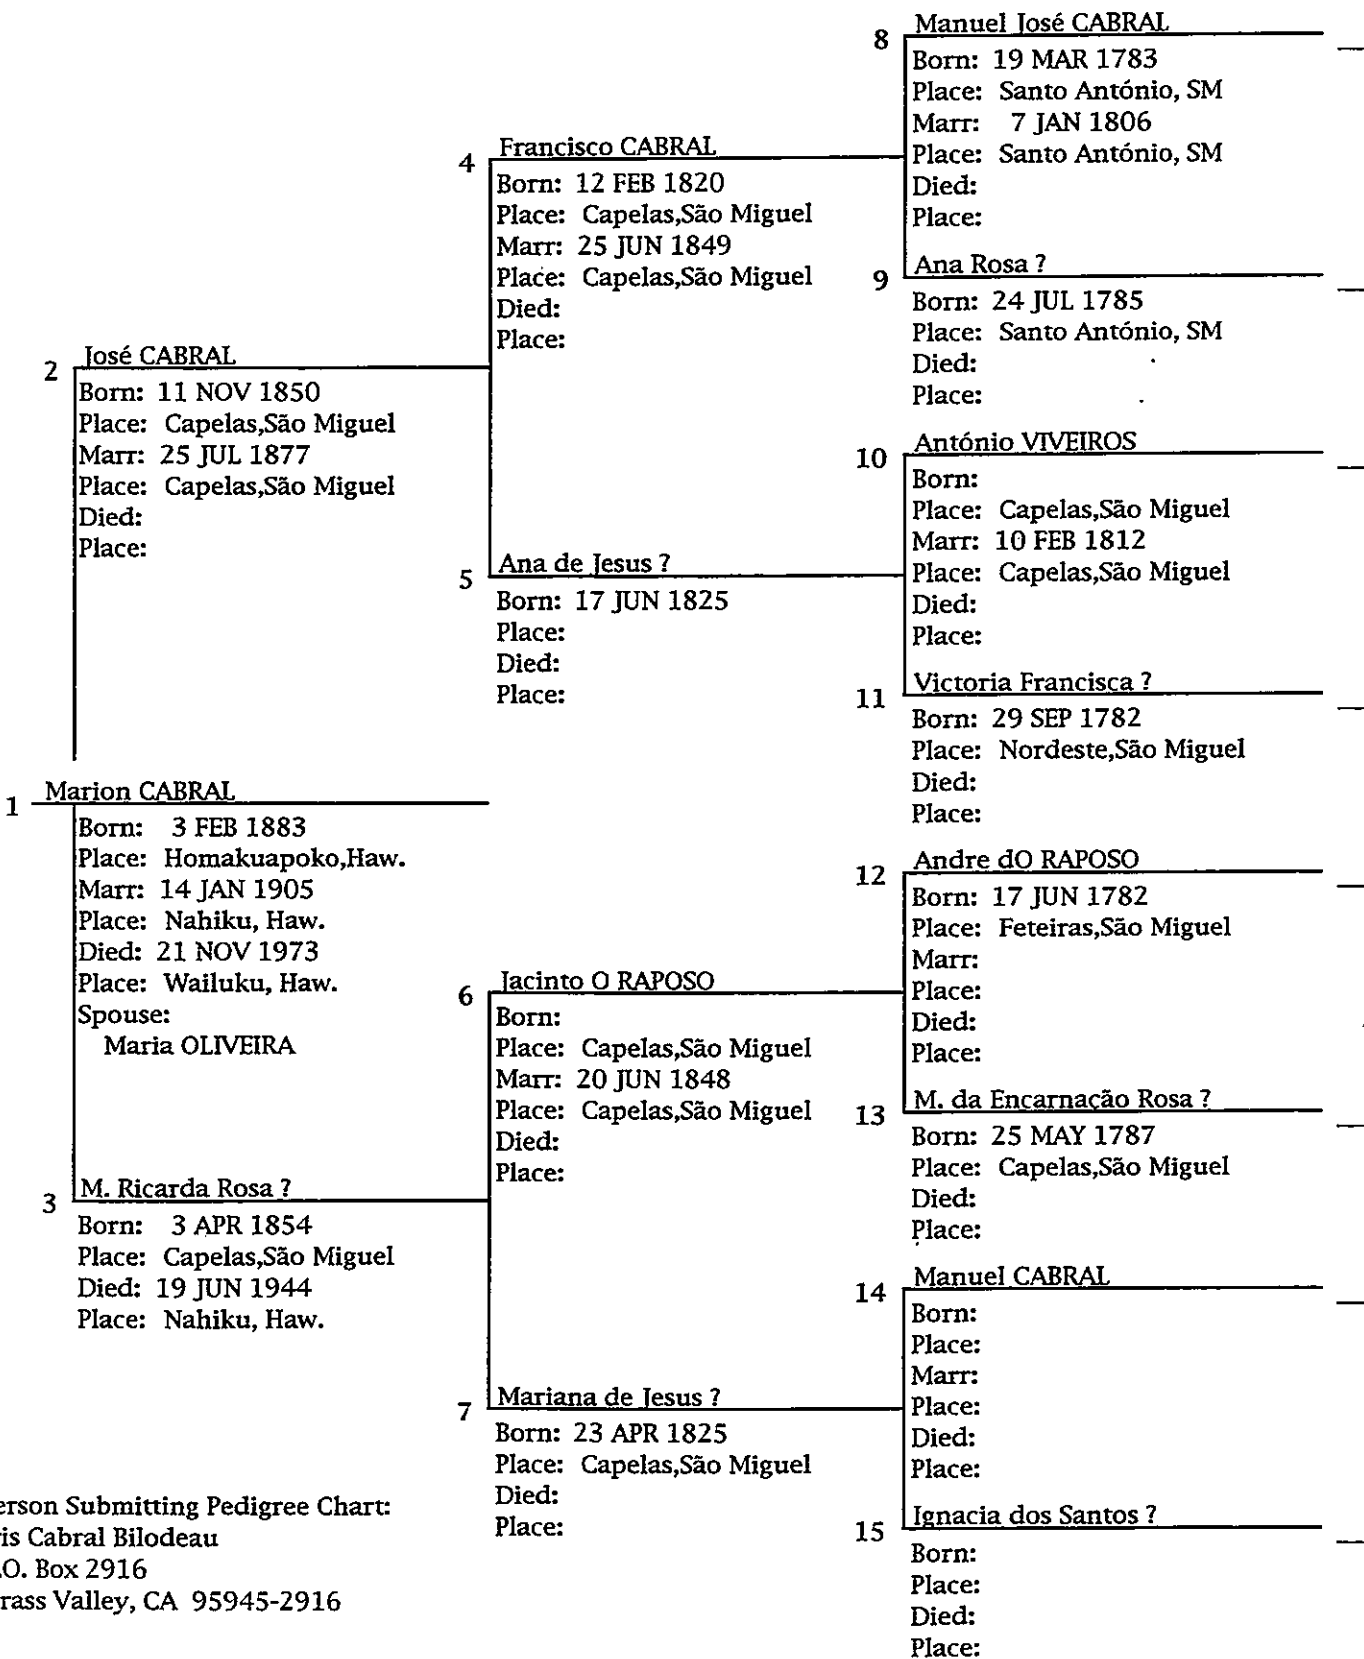 8 Manuel José CABRAL
Born: 19 MAR 1783
Place: Santo António, SM
Marr: 7 JAN 1806
Place: Santo António, SM
Died:
Place:
4 Francisco CABRAL
Born: 12 FEB 1820
Place: Capelas,São Miguel
Marr: 25 JUN 1849
Place: Capelas,São Miguel
Died:
Place:
9 Ana Rosa ?
Born: 24 JUL 1785
Place: Santo António, SM
Died:
Place:
2 José CABRAL
Born: 11 NOV 1850
Place: Capelas,São Miguel
Marr: 25 JUL 1877
Place: Capelas,São Miguel
Died:
Place:
10 António VIVEIROS
Born:
Place: Capelas,São Miguel
Marr: 10 FEB 1812
Place: Capelas,São Miguel
Died:
Place:
5 Ana de Jesus ?
Born: 17 JUN 1825
Place:
Died:
Place:
11 Victoria Francisca ?
Born: 29 SEP 1782
Place: Nordeste,São Miguel
Died:
Place:
1 Marion CABRAL
Born: 3 FEB 1883
Place: Homakuapoko,Haw.
Marr: 14 JAN 1905
Place: Nahiku, Haw.
Died: 21 NOV 1973
Place: Wailuku, Haw.
Spouse:
Maria OLIVEIRA
12 Andre dO RAPOSO
Born: 17 JUN 1782
Place: Feteiras,São Miguel
Marr:
Place:
Died:
Place:
6 Jacinto O RAPOSO
Born:
Place: Capelas,São Miguel
Marr: 20 JUN 1848
Place: Capelas,São Miguel
Died:
Place:
13 M. da Encarnação Rosa ?
Born: 25 MAY 1787
Place: Capelas,São Miguel
Died:
Place:
3 M. Ricarda Rosa ?
Born: 3 APR 1854
Place: Capelas,São Miguel
Died: 19 JUN 1944
Place: Nahiku, Haw.
14 Manuel CABRAL
Born:
Place:
Marr:
Place:
Died:
Place:
7 Mariana de Jesus ?
Born: 23 APR 1825
Place: Capelas,São Miguel
Died:
Place:
15 Ignacia dos Santos ?
Born:
Place:
Died:
Place:
erson Submitting Pedigree Chart:
is Cabral Bilodeau
.O. Box 2916
rass Valley, CA 95945-2916